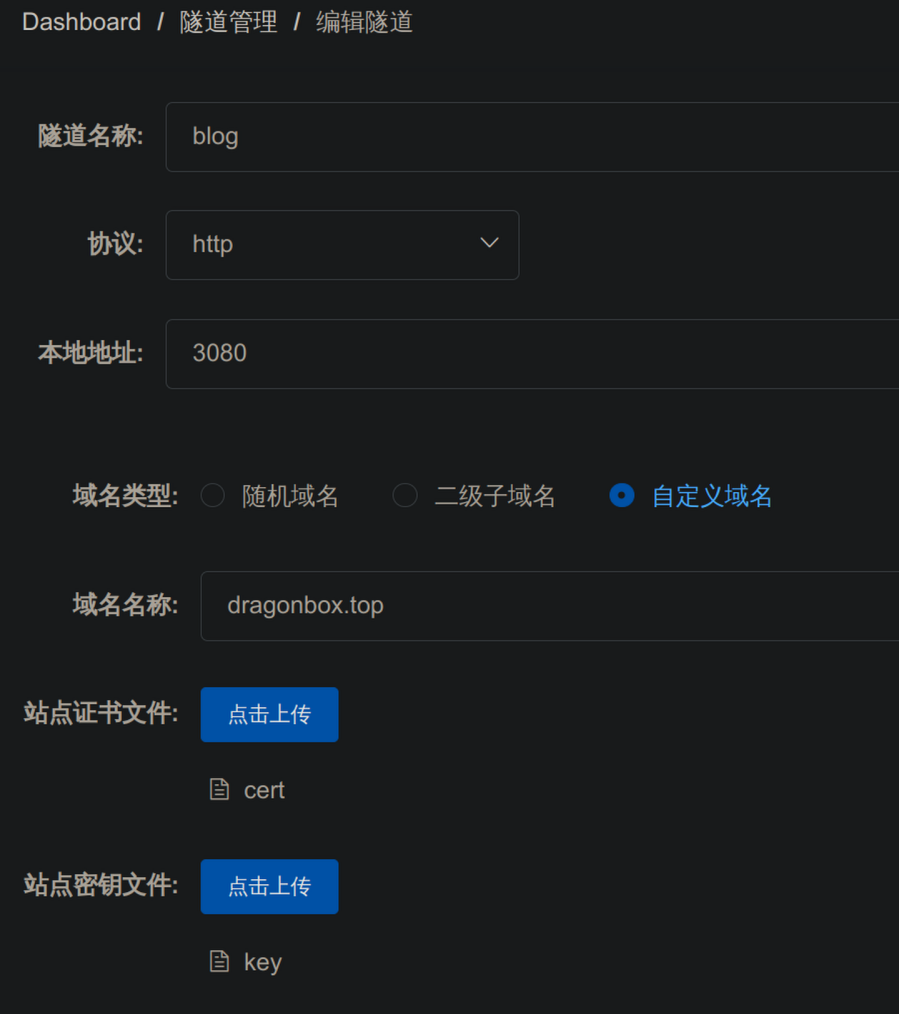 Dashboard / 隧道管理 / 编辑隧道
隧道名称: blog
协议: http
本地地址: 3080
域名类型: 随机域名 二级子域名 自定义域名
域名名称: dragonbox.top
站点证书文件: 点击上传
cert
站点密钥文件: 点击上传
key